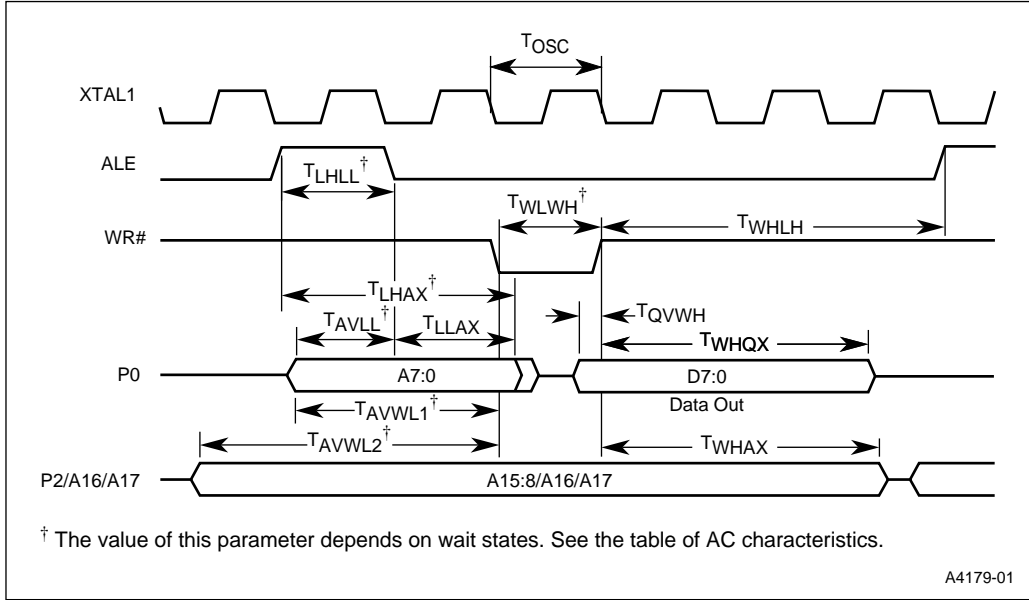 TOSC
XTAL1
ALE
TLHLL†
TWLWH†
TWHLH
WR#
TLHAX†
TQVWH
TAVLL†
TLLAX
TWHQX
P0
A7:0
D7:0
Data Out
TAVWL1†
TAVWL2†
TWHAX
P2/A16/A17
A15:8/A16/A17
† The value of this parameter depends on wait states. See the table of AC characteristics.
A4179-01